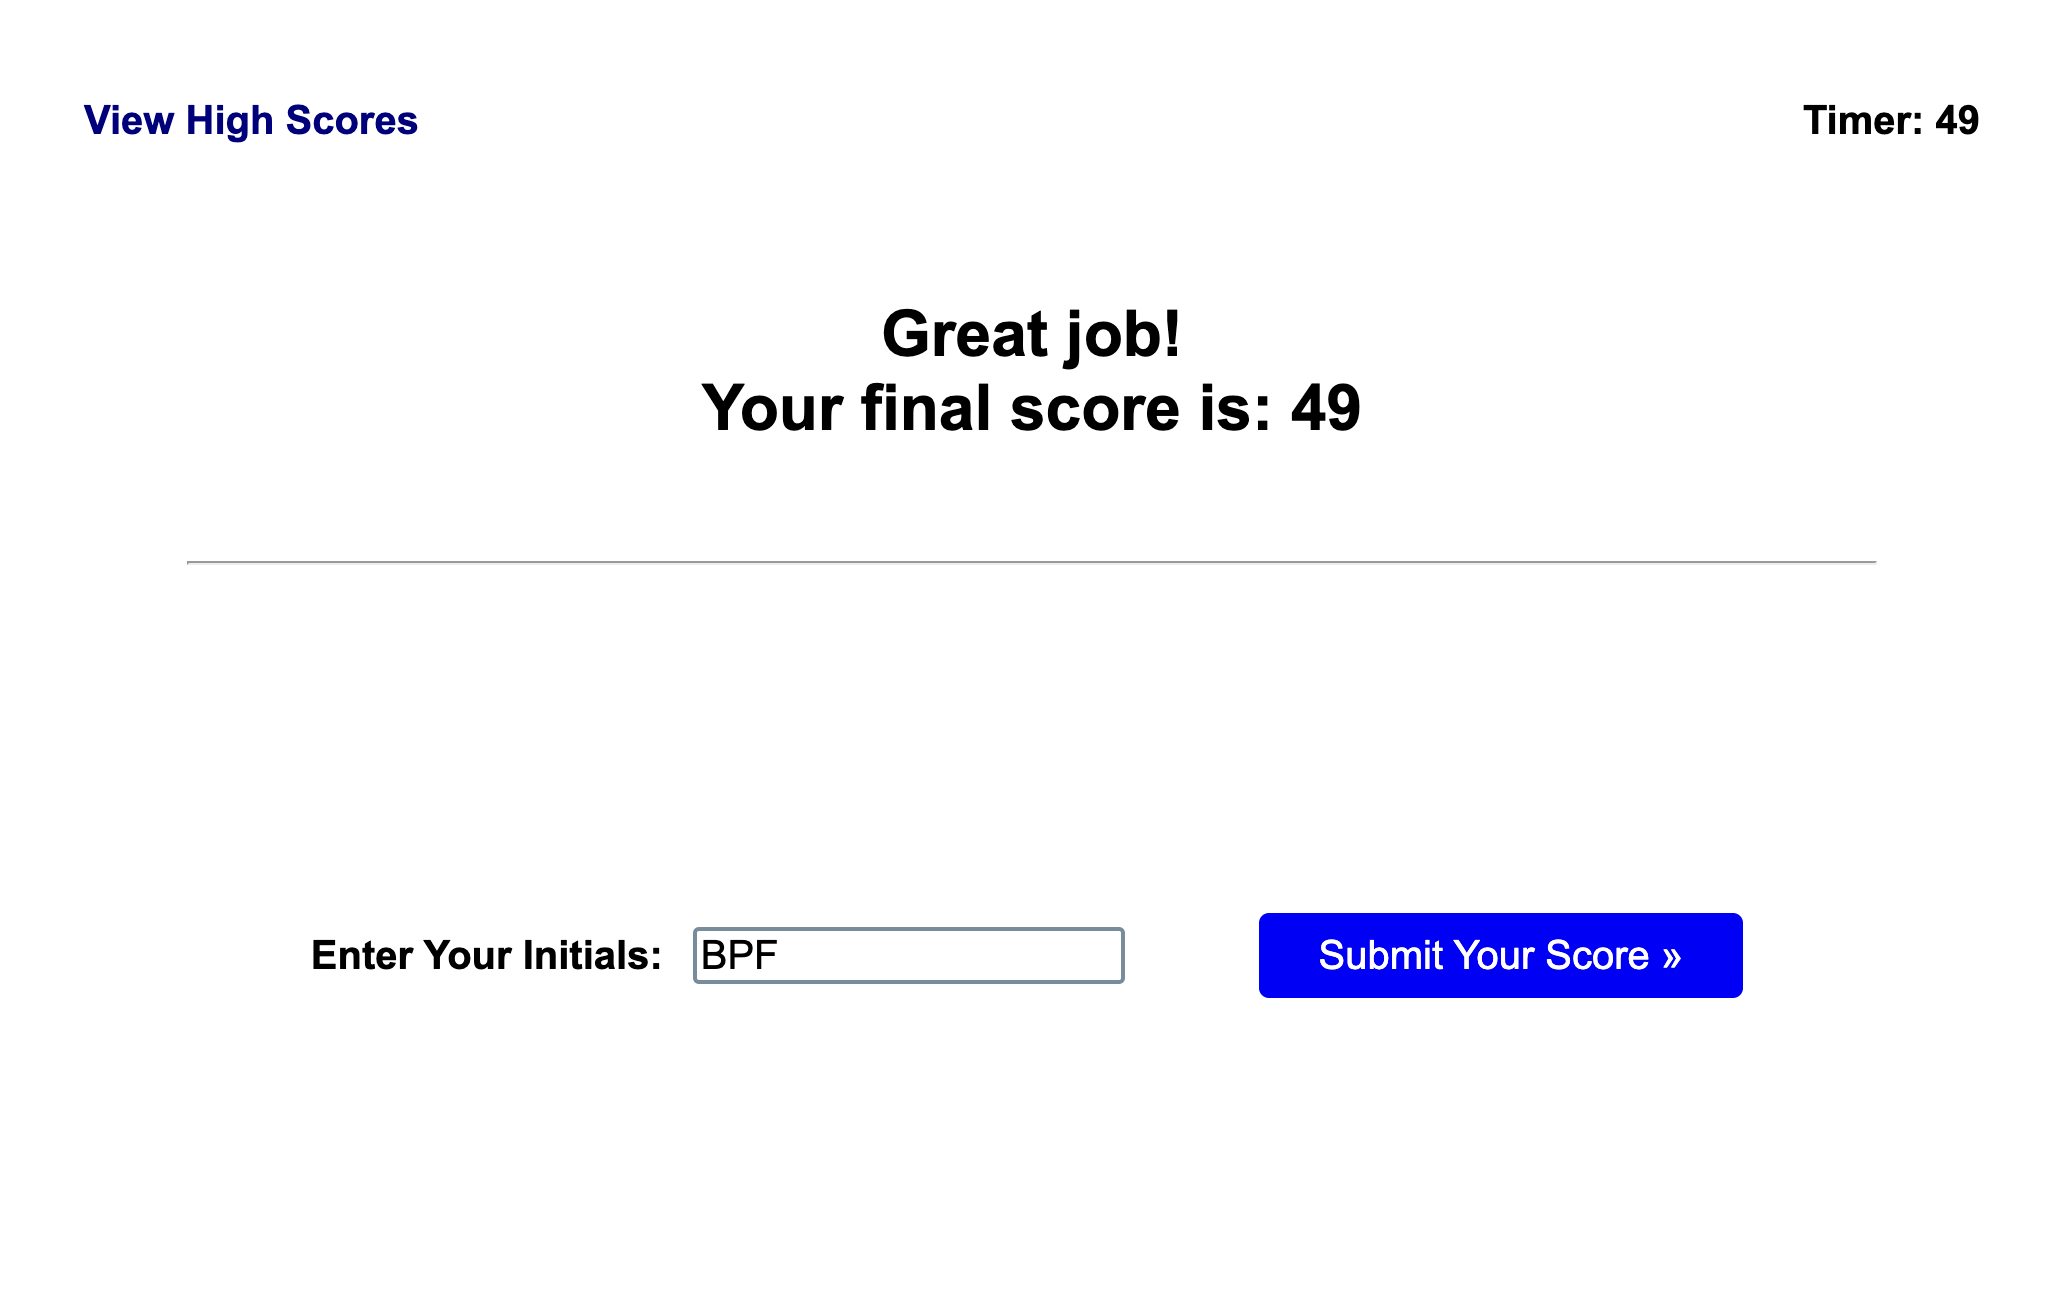 View High Scores
Timer: 49
Great job!
Your final score is: 49
Enter Your Initials:
BPF
Submit Your Score »